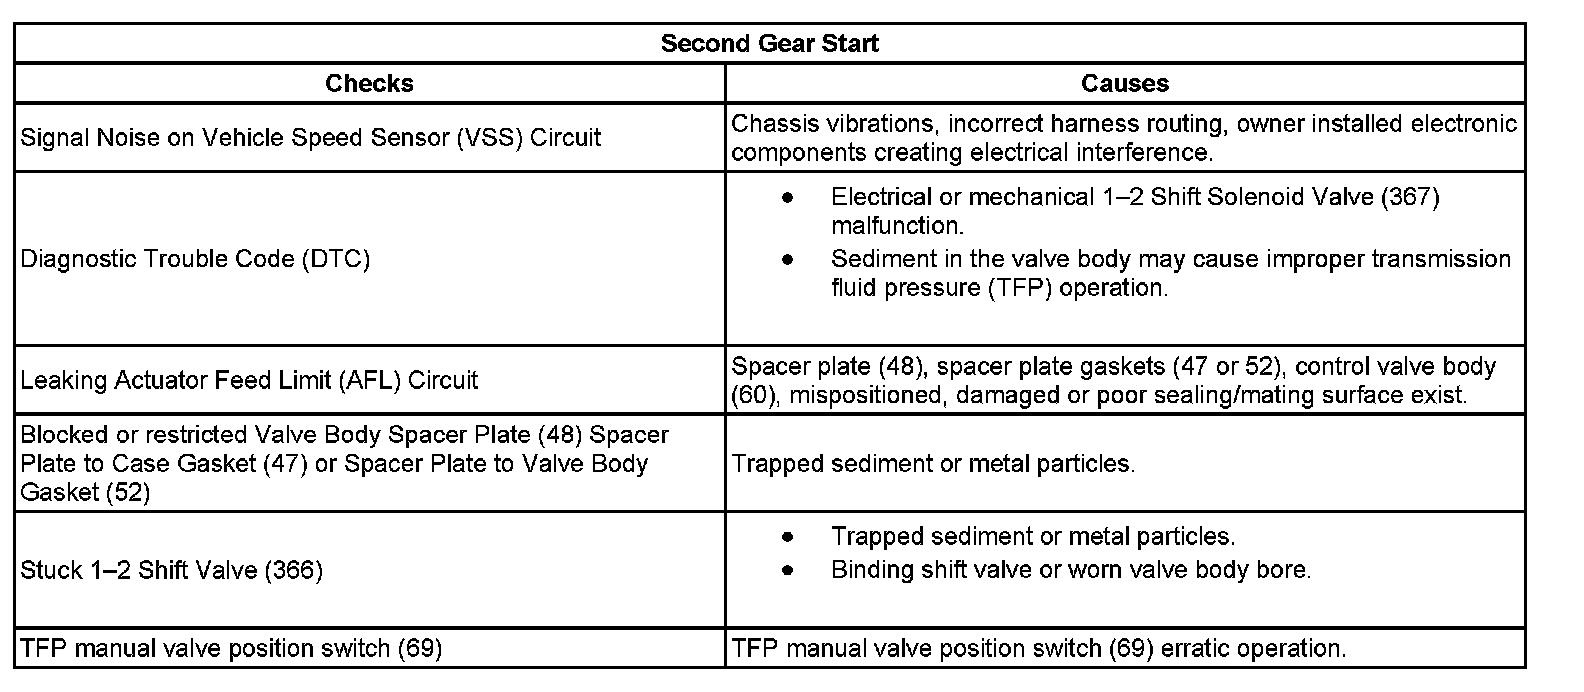 Second Gear Start
Checks
Causes
Signal Noise on Vehicle Speed Sensor (VSS) Circuit
Chassis vibrations, incorrect harness routing, owner installed electronic
components creating electrical interference.
Diagnostic Trouble Code (DTC)
● Electrical or mechanical 1–2 Shift Solenoid Valve (367)
malfunction.
● Sediment in the valve body may cause improper transmission
fluid pressure (TFP) operation.
Leaking Actuator Feed Limit (AFL) Circuit
Spacer plate (48), spacer plate gaskets (47 or 52), control valve body
(60), mispositioned, damaged or poor sealing/mating surface exist.
Blocked or restricted Valve Body Spacer Plate (48) Spacer
Plate to Case Gasket (47) or Spacer Plate to Valve Body
Gasket (52)
Trapped sediment or metal particles.
Stuck 1–2 Shift Valve (366)
● Trapped sediment or metal particles.
● Binding shift valve or worn valve body bore.
TFP manual valve position switch (69)
TFP manual valve position switch (69) erratic operation.